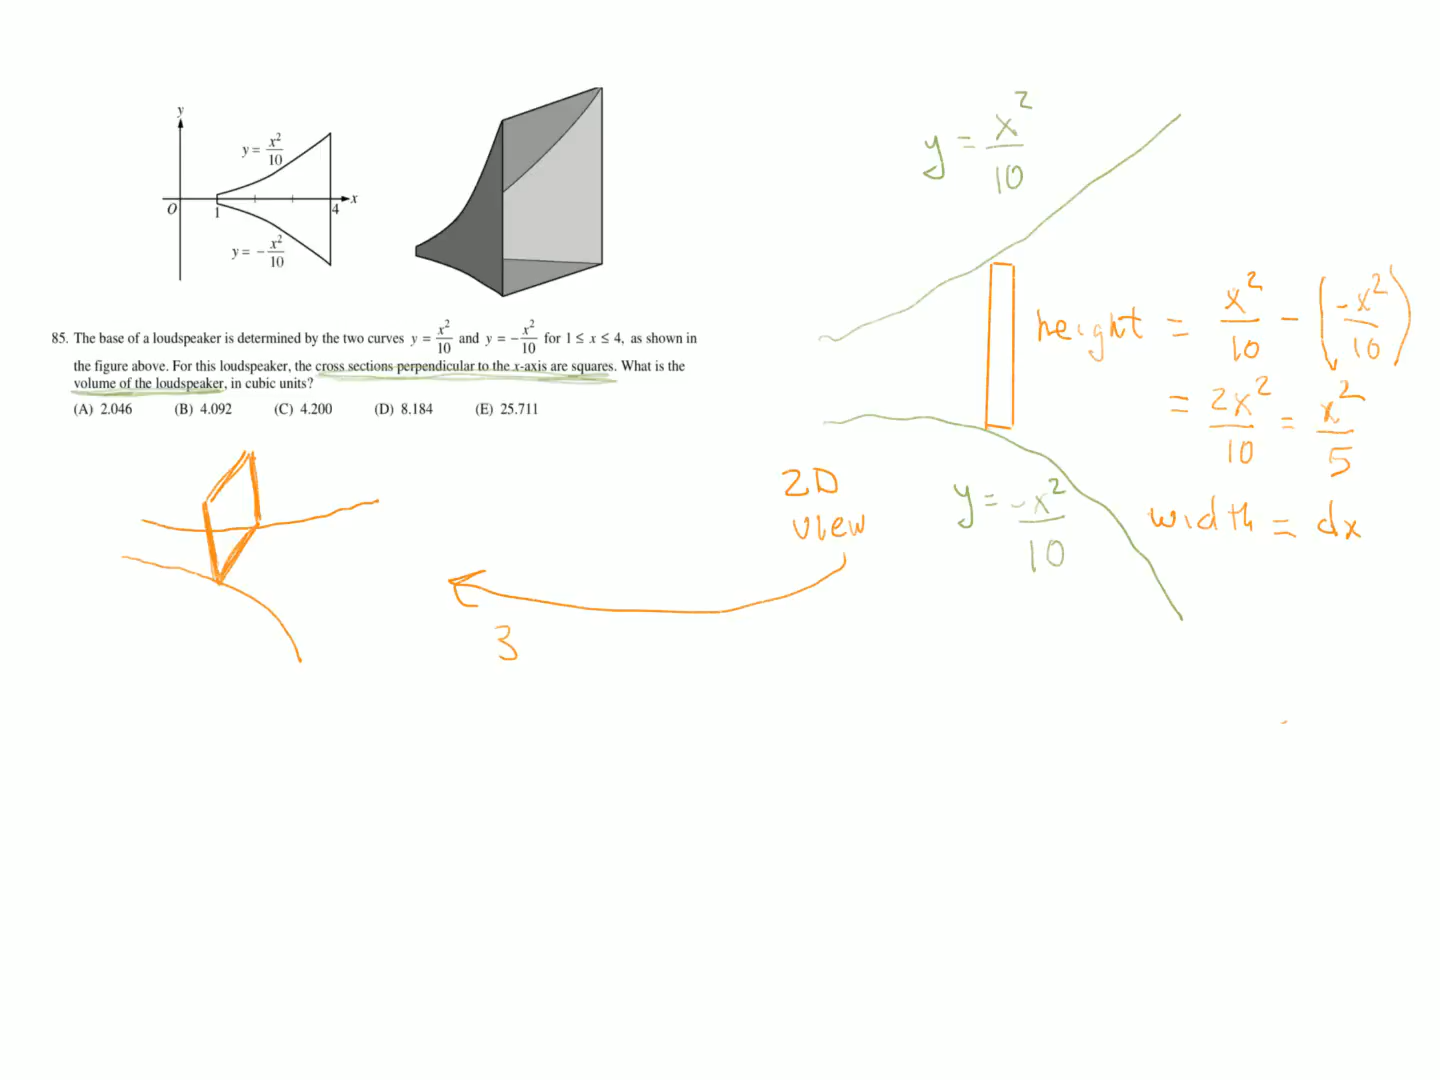 y
y = x²/10
O 1 4 x
y = -x²/10
85. The base of a loudspeaker is determined by the two curves y = x²/10 and y = -x²/10 for 1 ≤ x ≤ 4, as shown in
the figure above. For this loudspeaker, the cross sections perpendicular to the x-axis are squares. What is the
volume of the loudspeaker, in cubic units?
(A) 2.046 (B) 4.092 (C) 4.200 (D) 8.184 (E) 25.711
y = x²/10
height = x²/10 - (-x²/10)
= 2x²/10 = x²/5
width = dx
y = -x²/10
2D
view
3